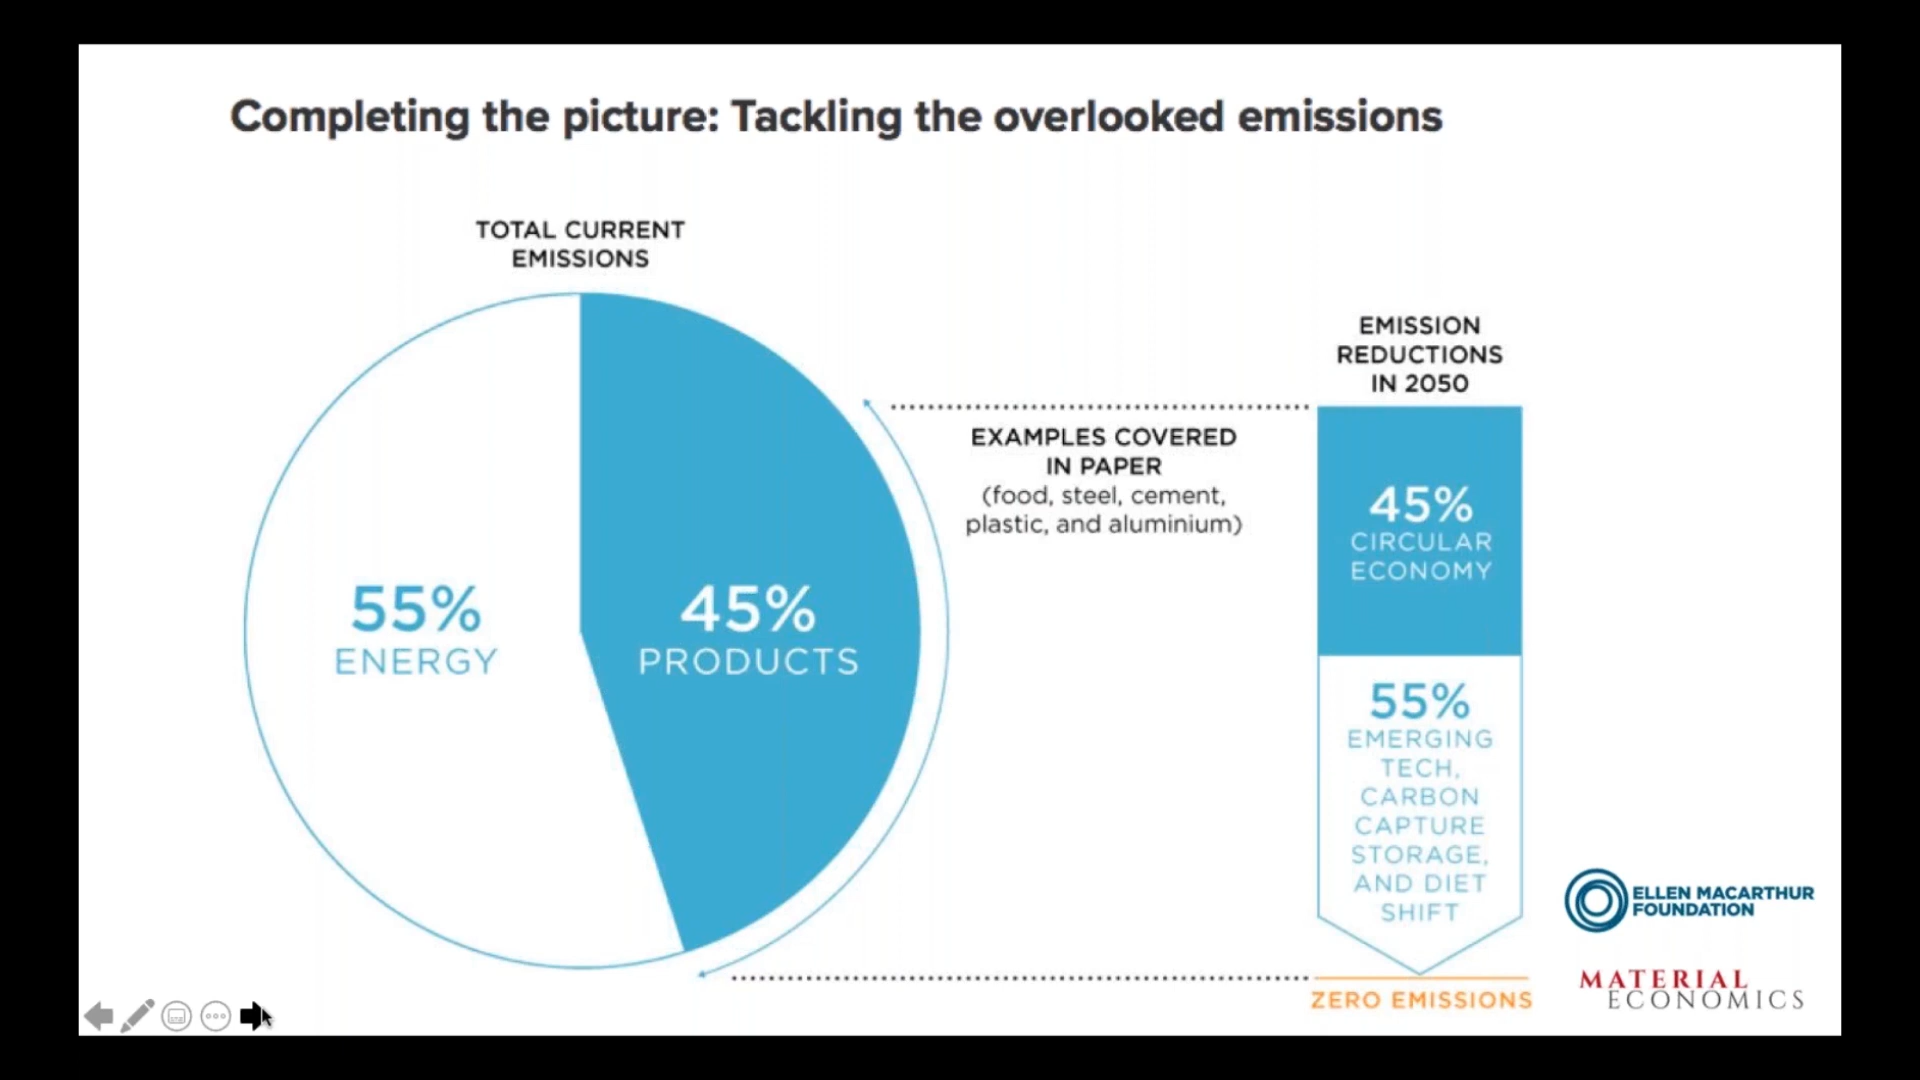 Completing the picture: Tackling the overlooked emissions
TOTAL CURRENT
EMISSIONS
55%
ENERGY
45%
PRODUCTS
EXAMPLES COVERED
IN PAPER
(food, steel, cement,
plastic, and aluminium)
EMISSION
REDUCTIONS
IN 2050
45%
CIRCULAR
ECONOMY
55%
EMERGING
TECH,
CARBON
CAPTURE
STORAGE,
AND DIET
SHIFT
ZERO EMISSIONS
ELLEN MACARTHUR
FOUNDATION
MATERIAL
ECONOMICS